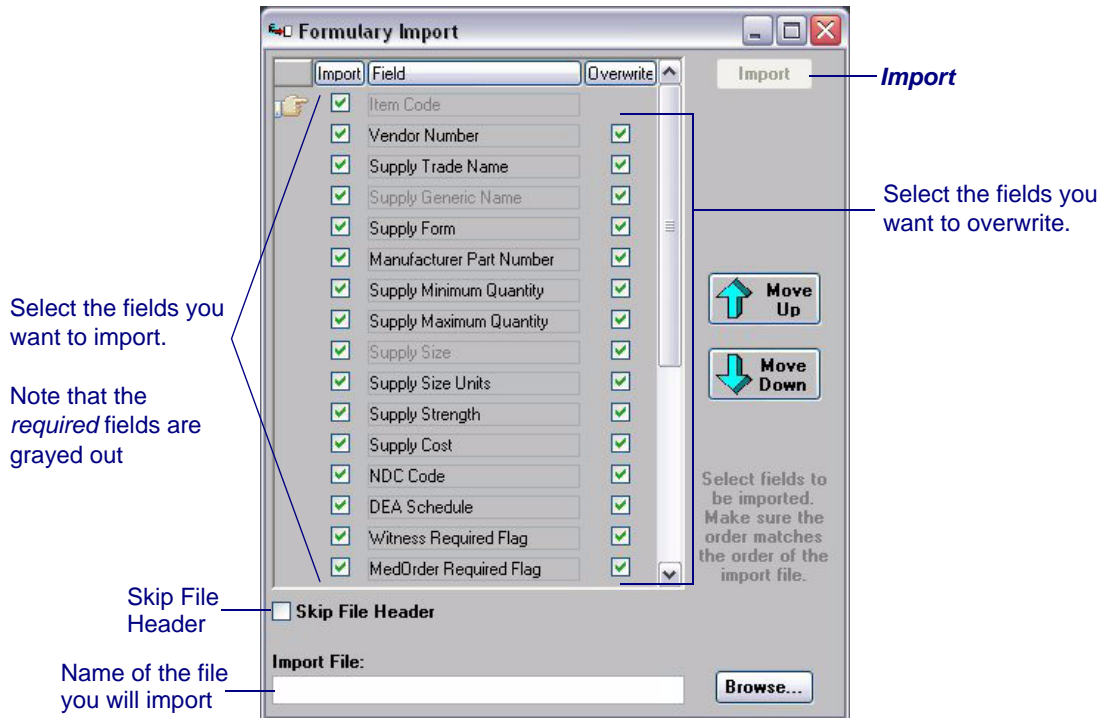 Formulary Import
Import Field Overwrite
Import
Import
Item Code
Vendor Number
Supply Trade Name
Supply Generic Name
Supply Form
Manufacturer Part Number
Supply Minimum Quantity
Supply Maximum Quantity
Supply Size
Supply Size Units
Supply Strength
Supply Cost
NDC Code
DEA Schedule
Witness Required Flag
MedOrder Required Flag
Select the fields you
want to overwrite.
Move
Up
Move
Down
Select the fields you
want to import.
Note that the
required fields are
grayed out
Select fields to
be imported.
Make sure the
order matches
the order of the
import file.
Skip File
Header
Skip File Header
Import File:
Name of the file
you will import
Browse...